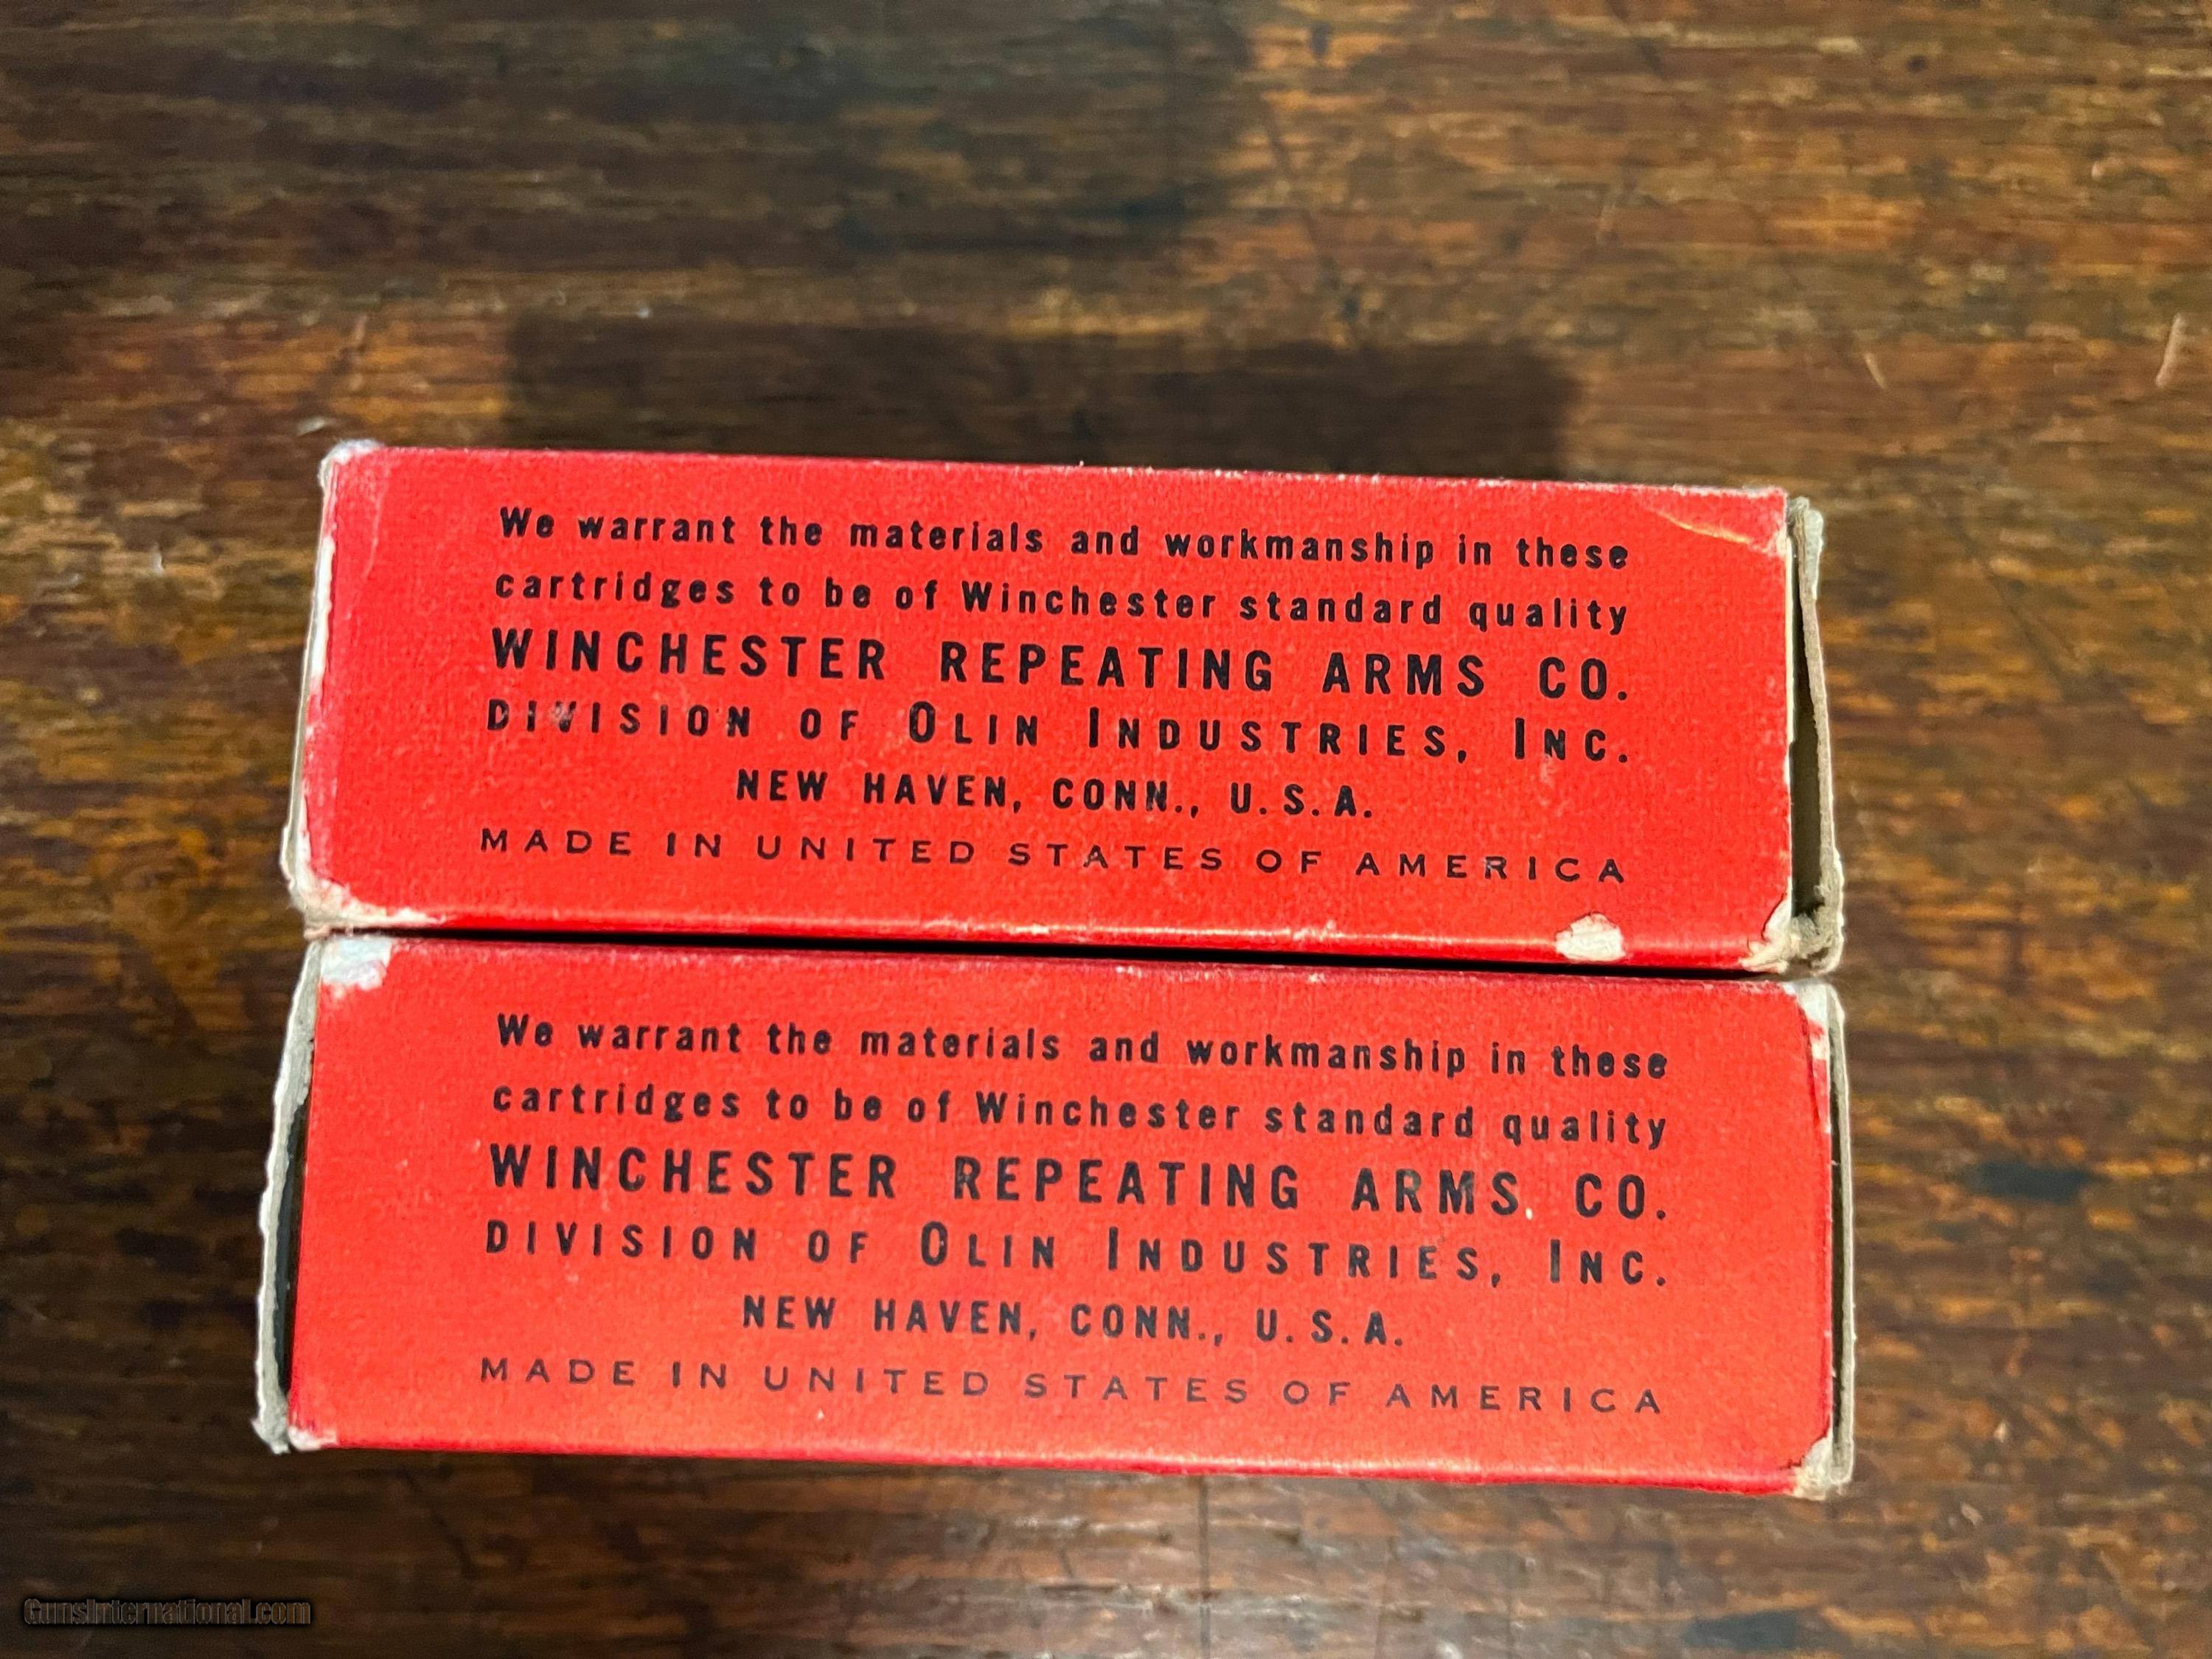 We warrant the materials and workmanship in these
cartridges to be of Winchester standard quality
WINCHESTER REPEATING ARMS CO.
DIVISION OF OLIN INDUSTRIES, INC.
NEW HAVEN, CONN., U.S.A.
MADE IN UNITED STATES OF AMERICA
We warrant the materials and workmanship in these
cartridges to be of Winchester standard quality
WINCHESTER REPEATING ARMS CO.
DIVISION OF OLIN INDUSTRIES, INC.
NEW HAVEN, CONN., U.S.A.
MADE IN UNITED STATES OF AMERICA
GunsInternational.com